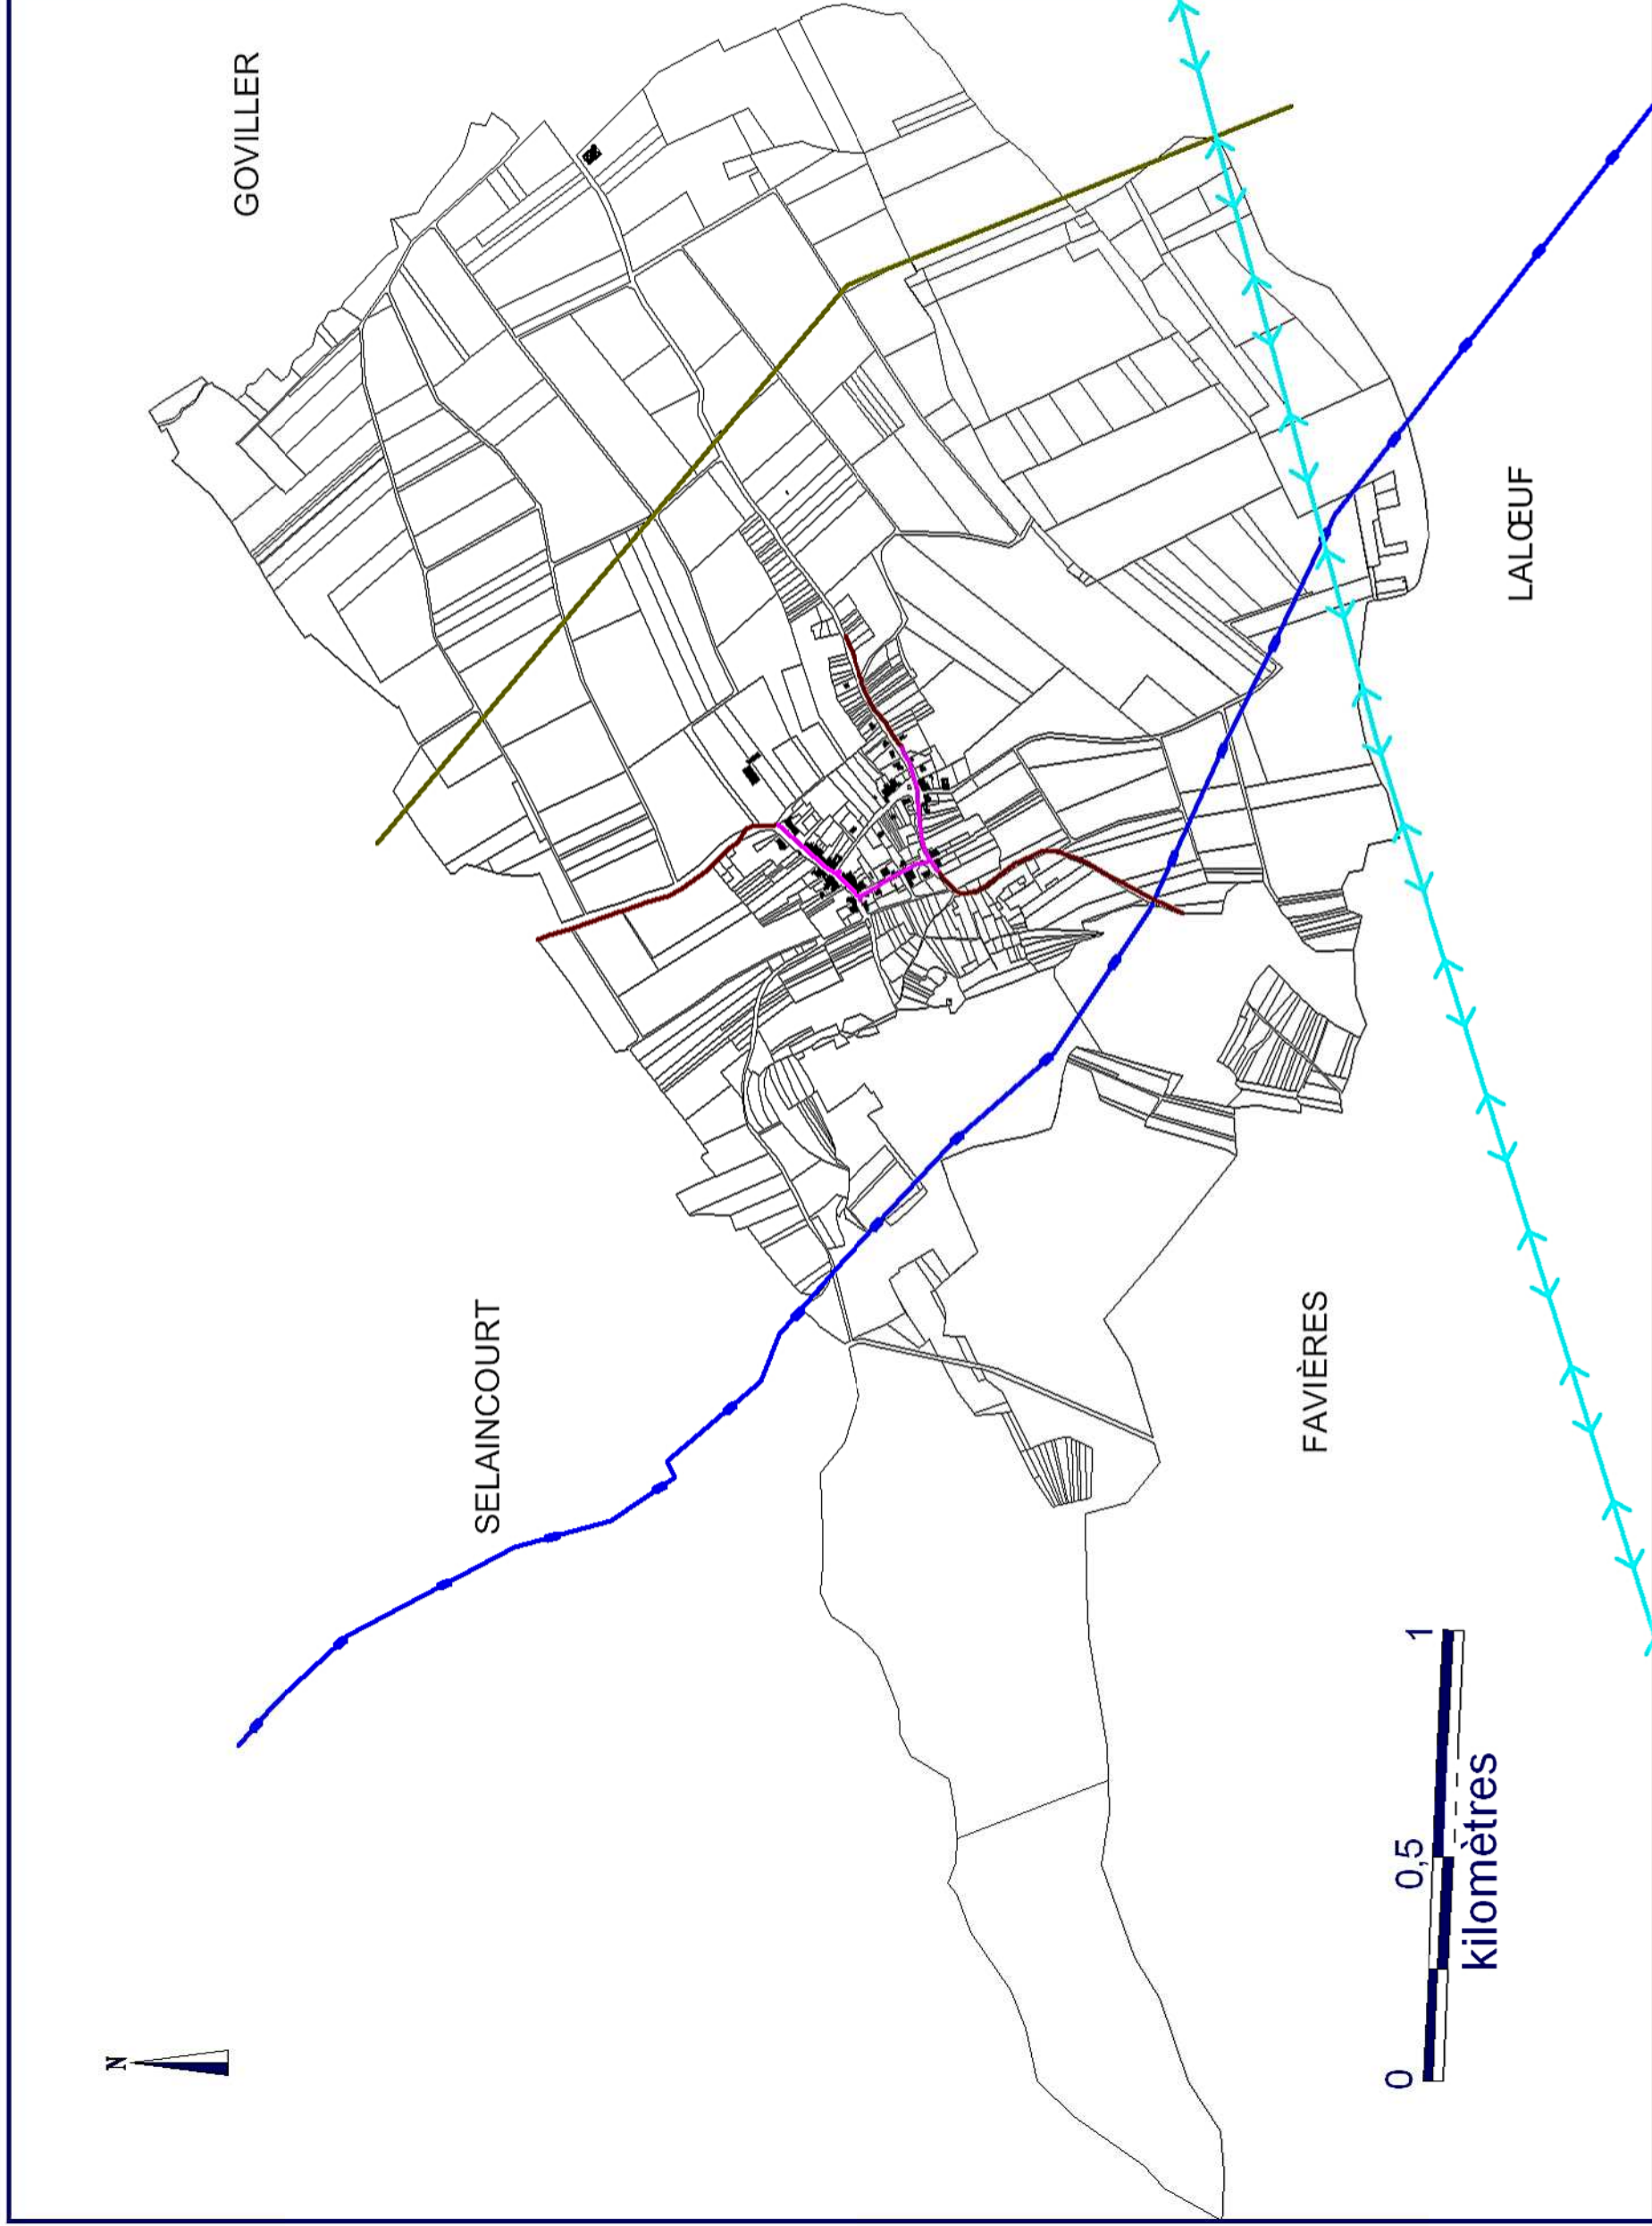 GOVILLER
SELAINCOURT
LALŒUF
FAVIÈRES
N
0 0,5 1
kilomètres